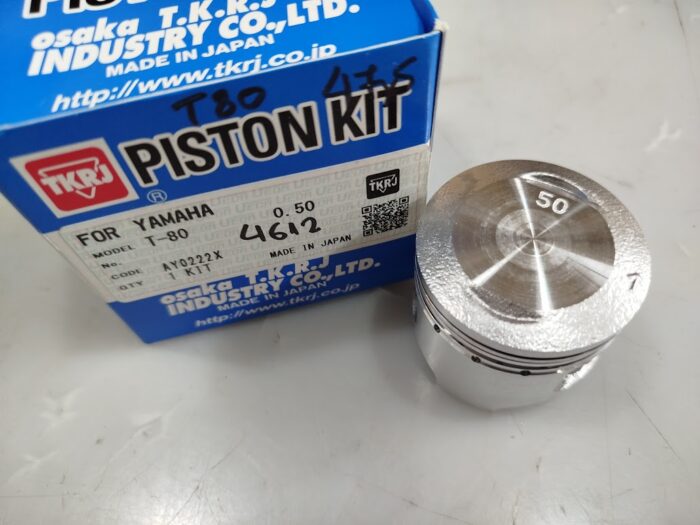 PISTON
osaka T.K.R.J
INDUSTRY CO.,LTD.
MADE IN JAPAN
http://www.tkrj.co.jp
T80
TKRJ
®
PISTON KIT
FOR YAMAHA 0.50
TKRJ
MODEL T-80 4612
No.
MADE IN JAPAN
CODE AY0222X
QTY 1 KIT
osaka T.K.R.J
INDUSTRY CO.,LTD.
MADE IN JAPAN
http://www.tkrj.co.jp
50